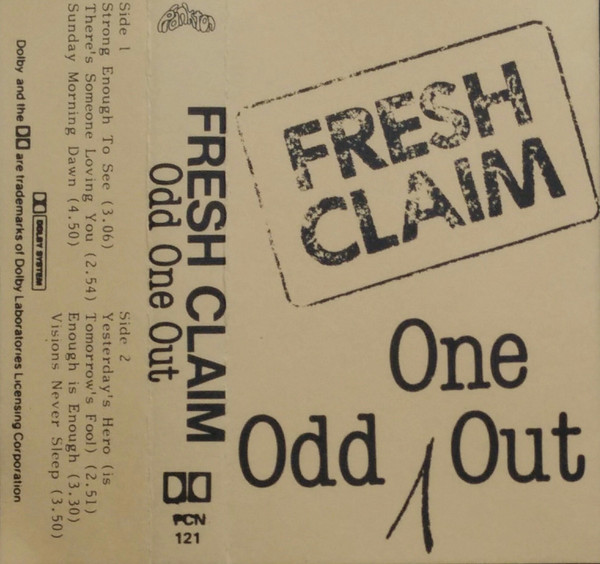 FRESH
CLAIM
One
Odd Out
FRESH CLAIM
Odd One Out
PCN
121
Side 1
Strong Enough To See (3.06)
There's Someone Loving You (2.54)
Sunday Morning Dawn (4.50)
Side 2
Yesterday's Hero (is
Tomorrow's Fool) (2.51)
Enough is Enough (3.30)
Visions Never Sleep (3.50)
DOLBY SYSTEM
Dolby and the are trademarks of Dolby Laboratories Licensing Corporation